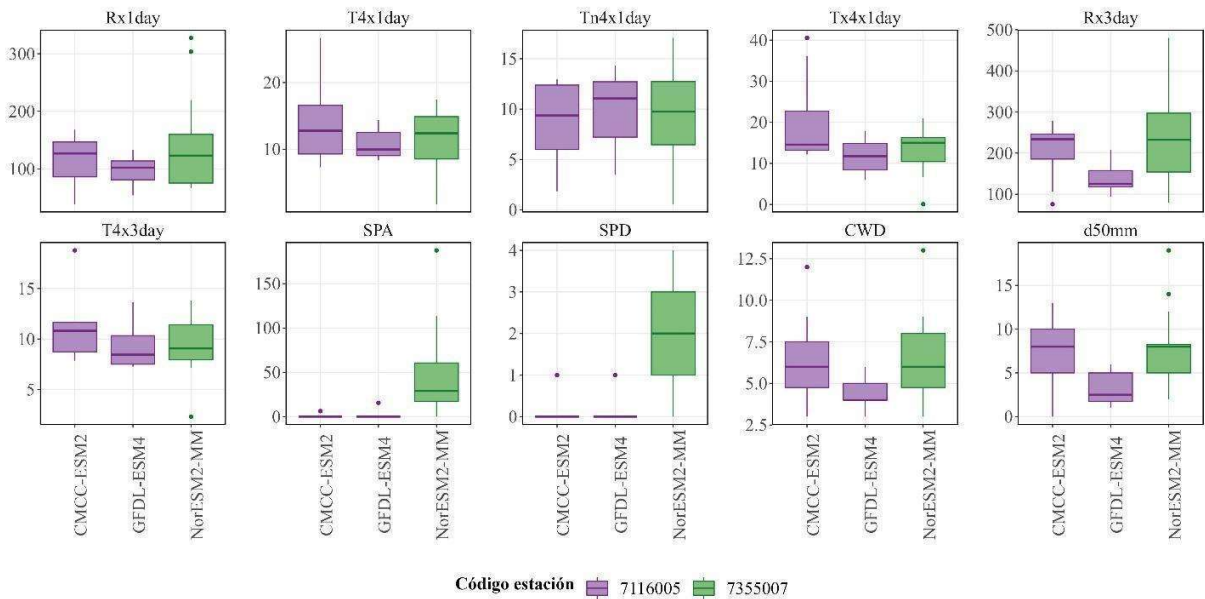 Rx1day
T4x1day
Tn4x1day
Tx4x1day
Rx3day
300
200
100
20
10
15
10
5
0
40
30
20
10
0
500
400
300
200
100
T4x3day
SPA
SPD
CWD
d50mm
15
10
5
150
100
50
0
4
3
2
1
0
12.5
10.0
7.5
5.0
2.5
15
10
5
0
CMCC-ESM2
GFDL-ESM4
NorESM2-MM
CMCC-ESM2
GFDL-ESM4
NorESM2-MM
CMCC-ESM2
GFDL-ESM4
NorESM2-MM
CMCC-ESM2
GFDL-ESM4
NorESM2-MM
CMCC-ESM2
GFDL-ESM4
NorESM2-MM
Código estación 7116005 7355007